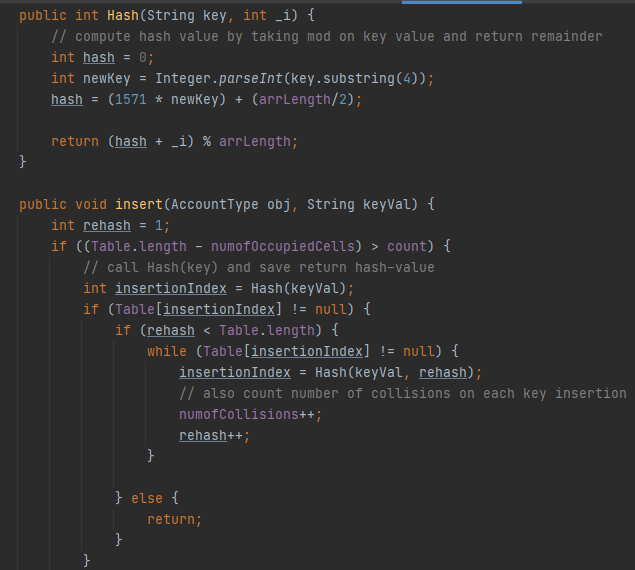 public int Hash(String key, int _i) {
    // compute hash value by taking mod on key value and return remainder
    int hash = 0;
    int newKey = Integer.parseInt(key.substring(4));
    hash = (1571 * newKey) + (arrLength/2);
    return (hash + _i) % arrLength;
}
public void insert(AccountType obj, String keyVal) {
    int rehash = 1;
    if ((Table.length - numofOccupiedCells) > count) {
        // call Hash(key) and save return hash-value
        int insertionIndex = Hash(keyVal);
        if (Table[insertionIndex] != null) {
            if (rehash < Table.length) {
                while (Table[insertionIndex] != null) {
                    insertionIndex = Hash(keyVal, rehash);
                    // also count number of collisions on each key insertion
                    numofCollisions++;
                    rehash++;
                }
            } else {
                return;
            }
        }